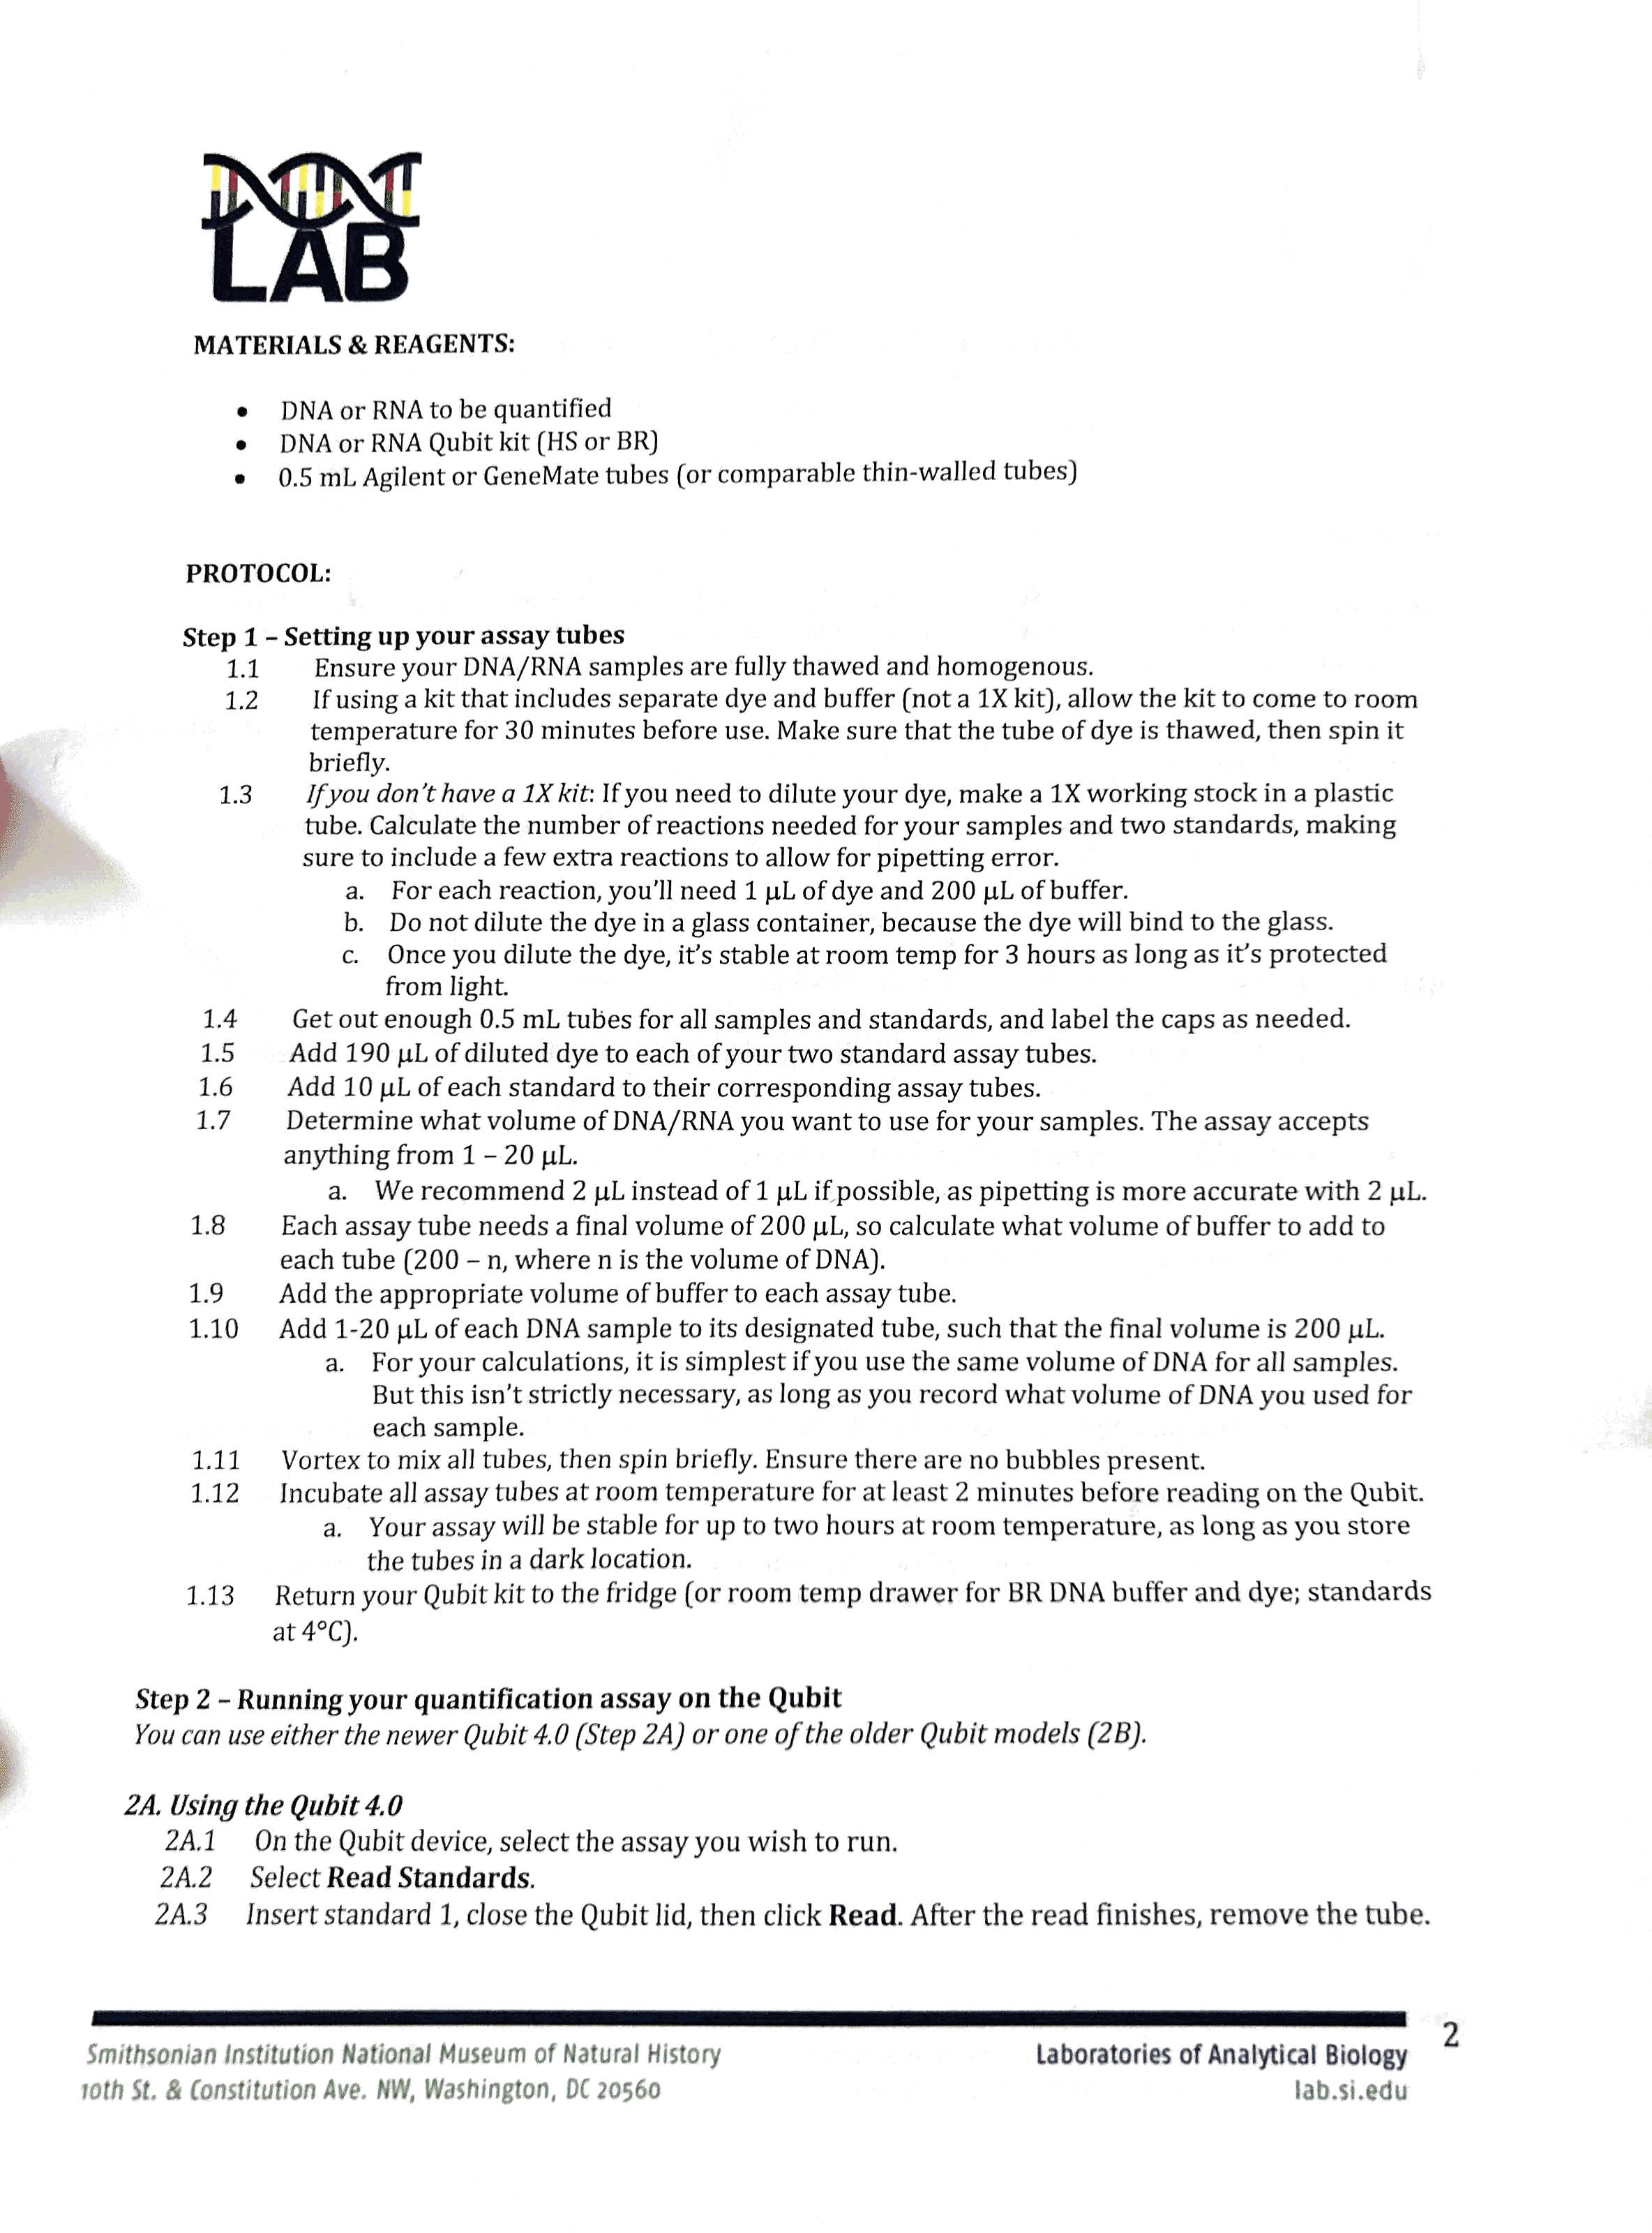 LAB
MATERIALS & REAGENTS:
• DNA or RNA to be quantified
• DNA or RNA Qubit kit (HS or BR)
• 0.5 mL Agilent or GeneMate tubes (or comparable thin-walled tubes)
PROTOCOL:
Step 1 – Setting up your assay tubes
1.1 Ensure your DNA/RNA samples are fully thawed and homogenous.
1.2 If using a kit that includes separate dye and buffer (not a 1X kit), allow the kit to come to room
temperature for 30 minutes before use. Make sure that the tube of dye is thawed, then spin it
briefly.
1.3 If you don't have a 1X kit: If you need to dilute your dye, make a 1X working stock in a plastic
tube. Calculate the number of reactions needed for your samples and two standards, making
sure to include a few extra reactions to allow for pipetting error.
a. For each reaction, you'll need 1 µL of dye and 200 µL of buffer.
b. Do not dilute the dye in a glass container, because the dye will bind to the glass.
c. Once you dilute the dye, it's stable at room temp for 3 hours as long as it's protected
from light.
1.4 Get out enough 0.5 mL tubes for all samples and standards, and label the caps as needed.
1.5 Add 190 µL of diluted dye to each of your two standard assay tubes.
1.6 Add 10 µL of each standard to their corresponding assay tubes.
1.7 Determine what volume of DNA/RNA you want to use for your samples. The assay accepts
anything from 1 – 20 µL.
a. We recommend 2 µL instead of 1 µL if possible, as pipetting is more accurate with 2 µL.
1.8 Each assay tube needs a final volume of 200 µL, so calculate what volume of buffer to add to
each tube (200 – n, where n is the volume of DNA).
1.9 Add the appropriate volume of buffer to each assay tube.
1.10 Add 1-20 µL of each DNA sample to its designated tube, such that the final volume is 200 µL.
a. For your calculations, it is simplest if you use the same volume of DNA for all samples.
But this isn't strictly necessary, as long as you record what volume of DNA you used for
each sample.
1.11 Vortex to mix all tubes, then spin briefly. Ensure there are no bubbles present.
1.12 Incubate all assay tubes at room temperature for at least 2 minutes before reading on the Qubit.
a. Your assay will be stable for up to two hours at room temperature, as long as you store
the tubes in a dark location.
1.13 Return your Qubit kit to the fridge (or room temp drawer for BR DNA buffer and dye; standards
at 4°C).
Step 2 – Running your quantification assay on the Qubit
You can use either the newer Qubit 4.0 (Step 2A) or one of the older Qubit models (2B).
2A. Using the Qubit 4.0
2A.1 On the Qubit device, select the assay you wish to run.
2A.2 Select Read Standards.
2A.3 Insert standard 1, close the Qubit lid, then click Read. After the read finishes, remove the tube.
2
Smithsonian Institution National Museum of Natural History
10th St. & Constitution Ave. NW, Washington, DC 20560
Laboratories of Analytical Biology
lab.si.edu